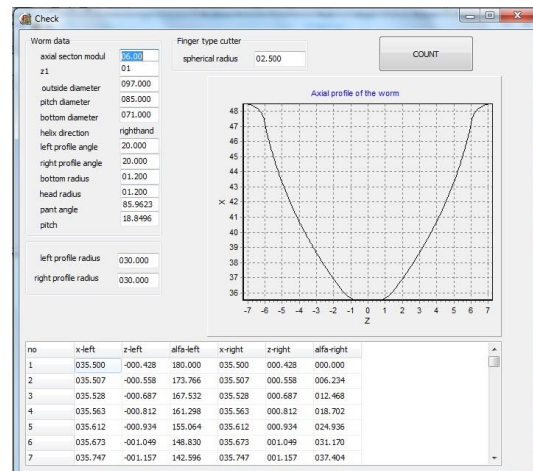 Check
Worm data
axial secton modul 06.00
z1 01
outside diameter 097.000
pitch diameter 085.000
bottom diameter 071.000
helix direction righthand
left profile angle 20.000
right profile angle 20.000
bottom radius 01.200
head radius 01.200
pant angle 85.9623
pitch 18.8496
left profile radius 030.000
right profile radius 030.000
Finger type cutter
spherical radius 02.500
COUNT
Axial profile of the worm
48
47
46
45
44
43
X 42
41
40
39
38
37
36
-7 -6 -5 -4 -3 -2 -1 0 1 2 3 4 5 6 7
Z
no x-left z-left alfa-left x-right z-right alfa-right
1 035.500 -000.428 180.000 035.500 000.428 000.000
2 035.507 -000.558 173.766 035.507 000.558 006.234
3 035.528 -000.687 167.532 035.528 000.687 012.468
4 035.563 -000.812 161.298 035.563 000.812 018.702
5 035.612 -000.934 155.064 035.612 000.934 024.936
6 035.673 -001.049 148.830 035.673 001.049 031.170
7 035.747 -001.157 142.596 035.747 001.157 037.404